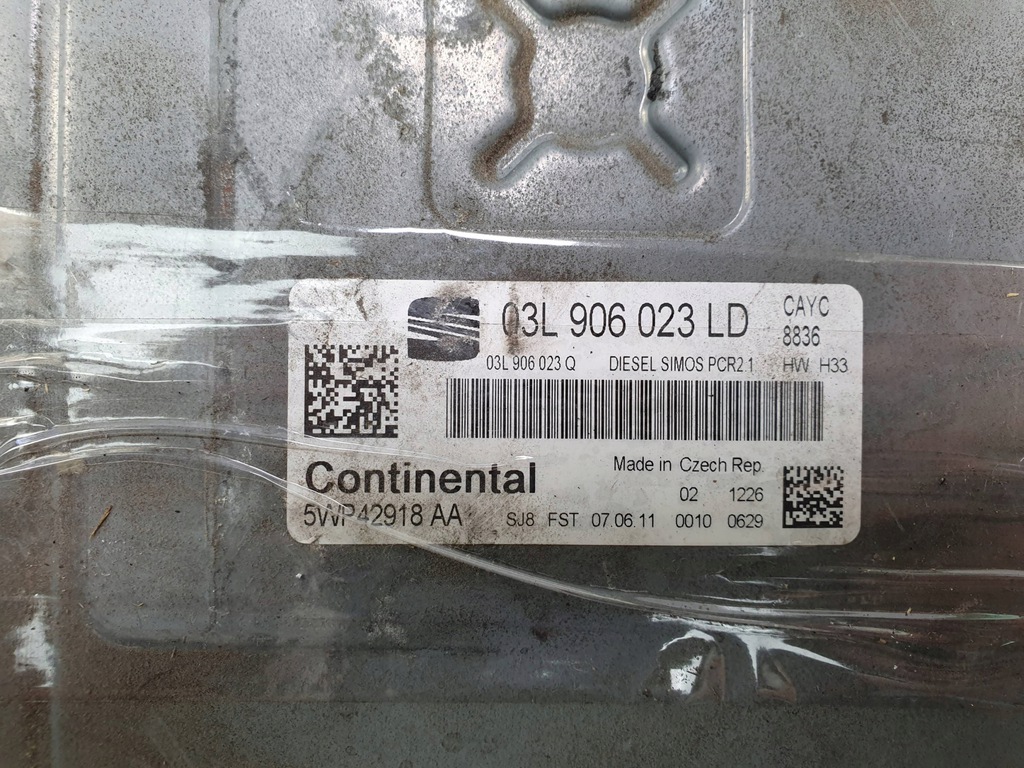 03L 906 023 LD CAYC
8836
03L 906 023 Q DIESEL SIMOS PCR2.1 HW H33
Continental
Made in Czech Rep
02 1226
5WP42918 AA SJ8 FST 07.06.11 0010 0629